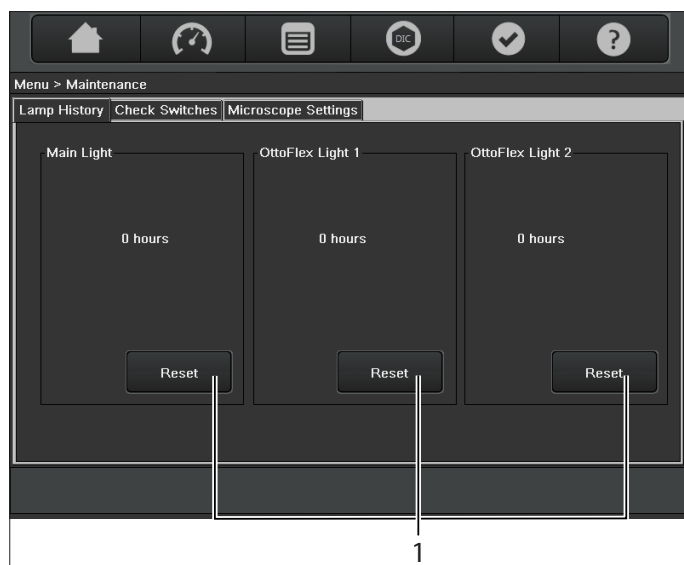 DIC
?
Menu > Maintenance
Lamp History Check Switches Microscope Settings
Main Light OttoFlex Light 1 OttoFlex Light 2
0 hours 0 hours 0 hours
Reset Reset Reset
1